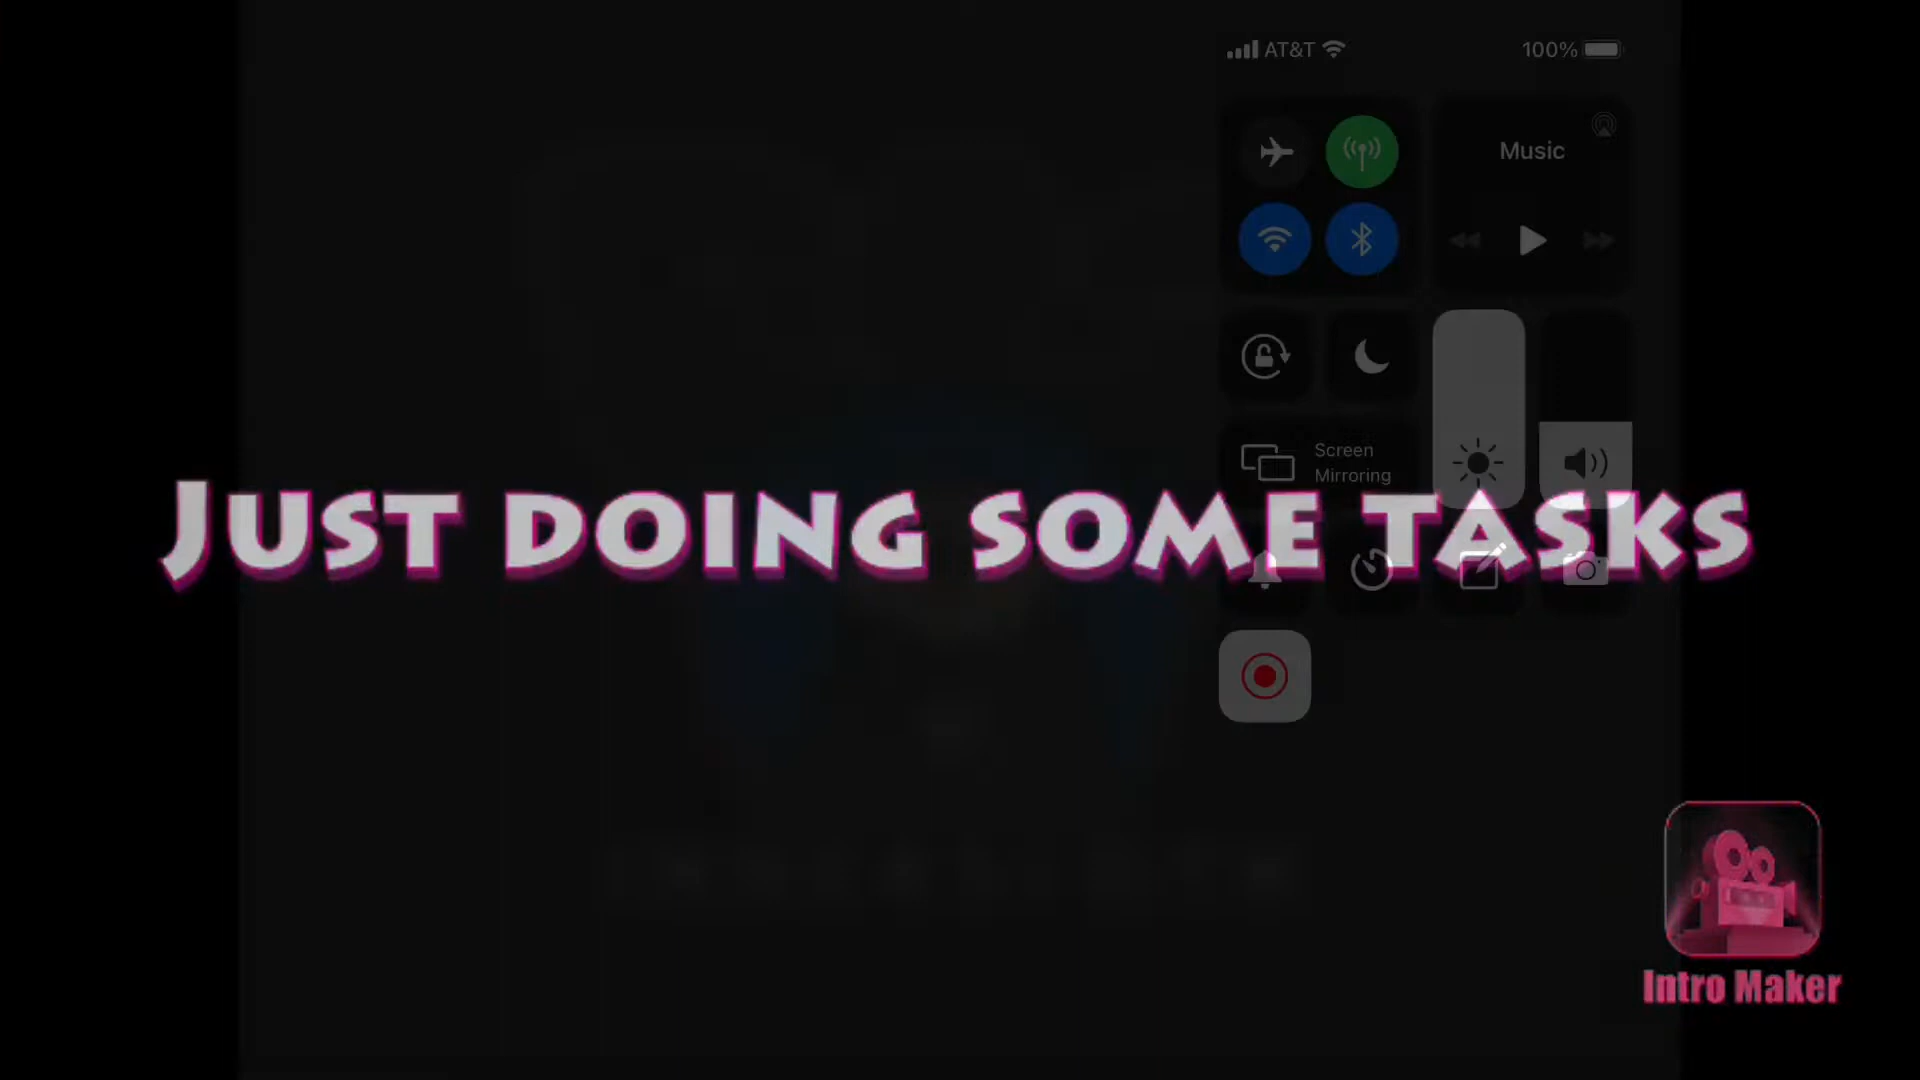 AT&T
100%
Music
Screen
Mirroring
Just doing some tasks
Intro Maker